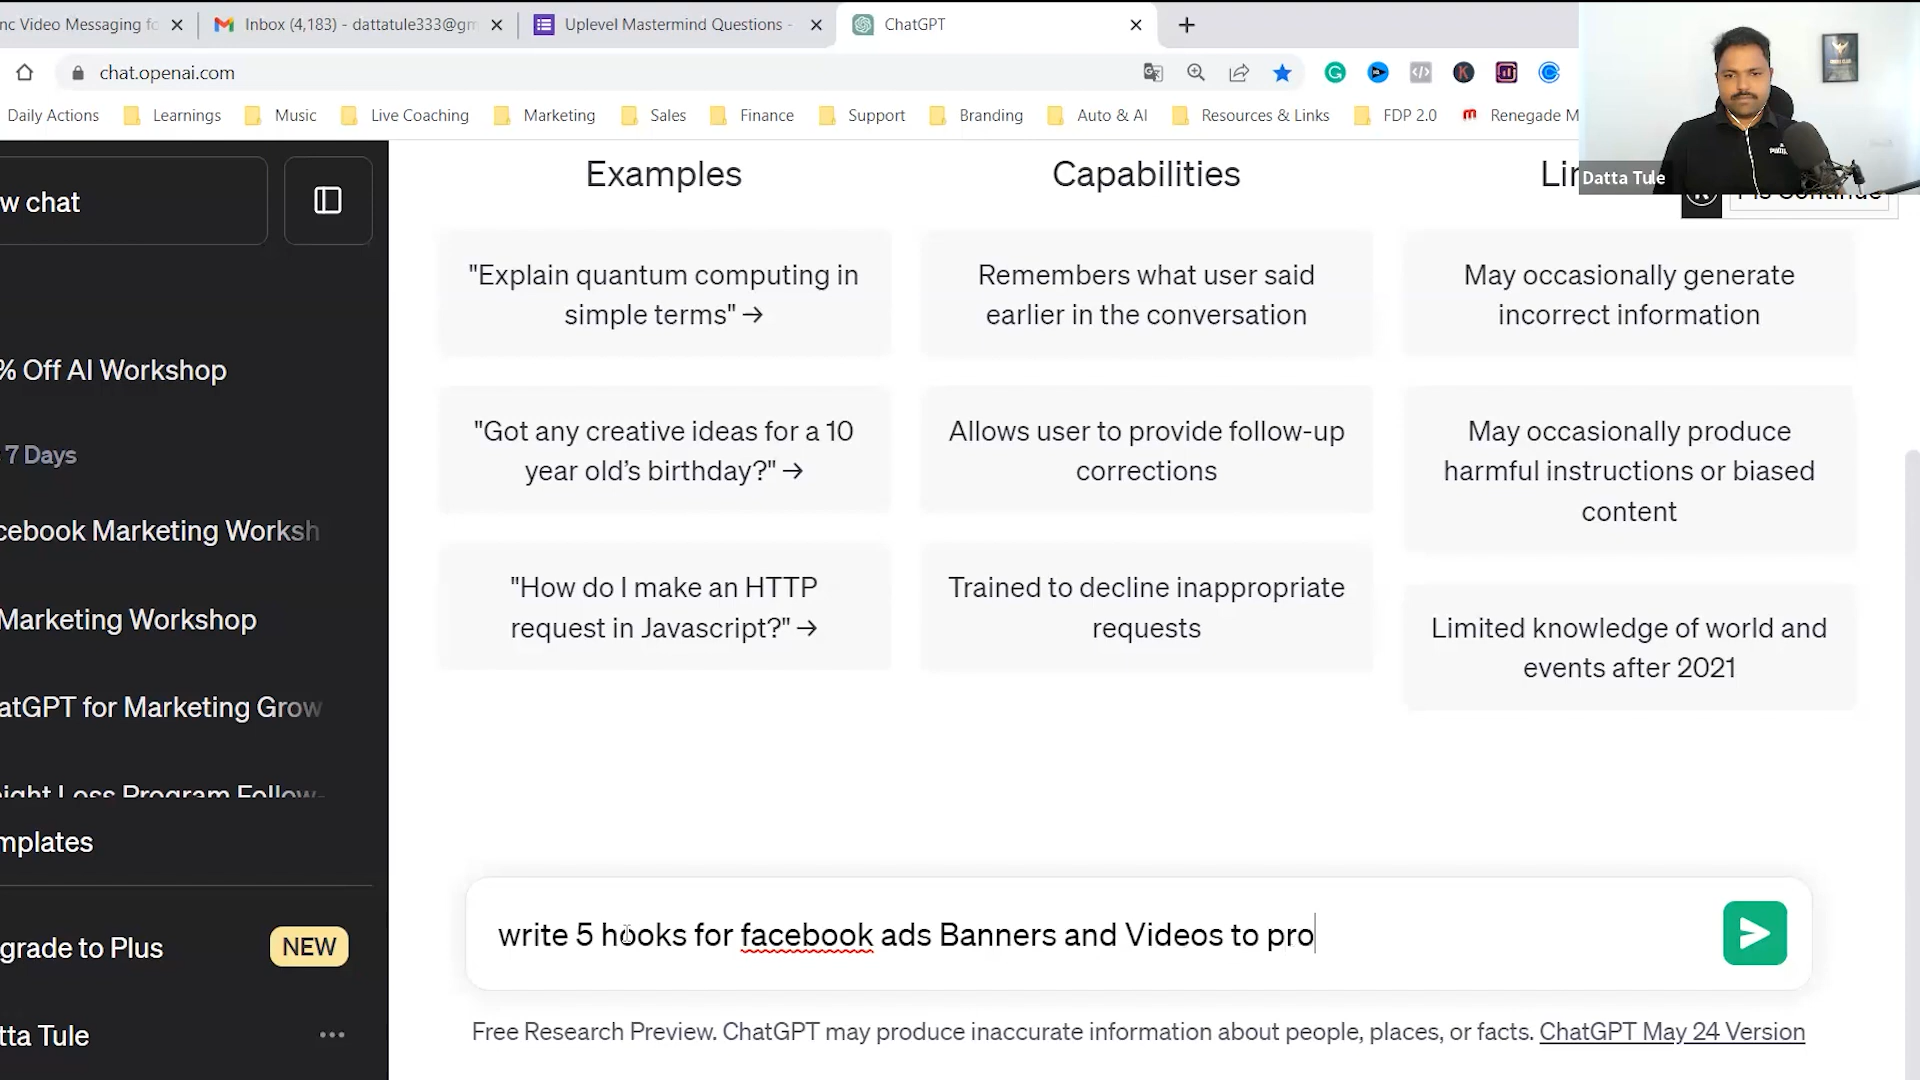 nc Video Messaging fo
Inbox (4,183) - dattatule333@gm
Uplevel Mastermind Questions -
ChatGPT
chat.openai.com
Daily Actions
Learnings
Music
Live Coaching
Marketing
Sales
Finance
Support
Branding
Auto & AI
Resources & Links
FDP 2.0
Renegade M
Datta Tule
w chat
% Off AI Workshop
7 Days
cebook Marketing Worksh
Marketing Workshop
atGPT for Marketing Grow
ight Loss Program Follow-
mplates
grade to Plus
NEW
tta Tule
Examples
Capabilities
Li
Pls Continue
"Explain quantum computing in
simple terms" →
Remembers what user said
earlier in the conversation
May occasionally generate
incorrect information
"Got any creative ideas for a 10
year old’s birthday?" →
Allows user to provide follow-up
corrections
May occasionally produce
harmful instructions or biased
content
"How do I make an HTTP
request in Javascript?" →
Trained to decline inappropriate
requests
Limited knowledge of world and
events after 2021
write 5 hooks for facebook ads Banners and Videos to pro
Free Research Preview. ChatGPT may produce inaccurate information about people, places, or facts. ChatGPT May 24 Version